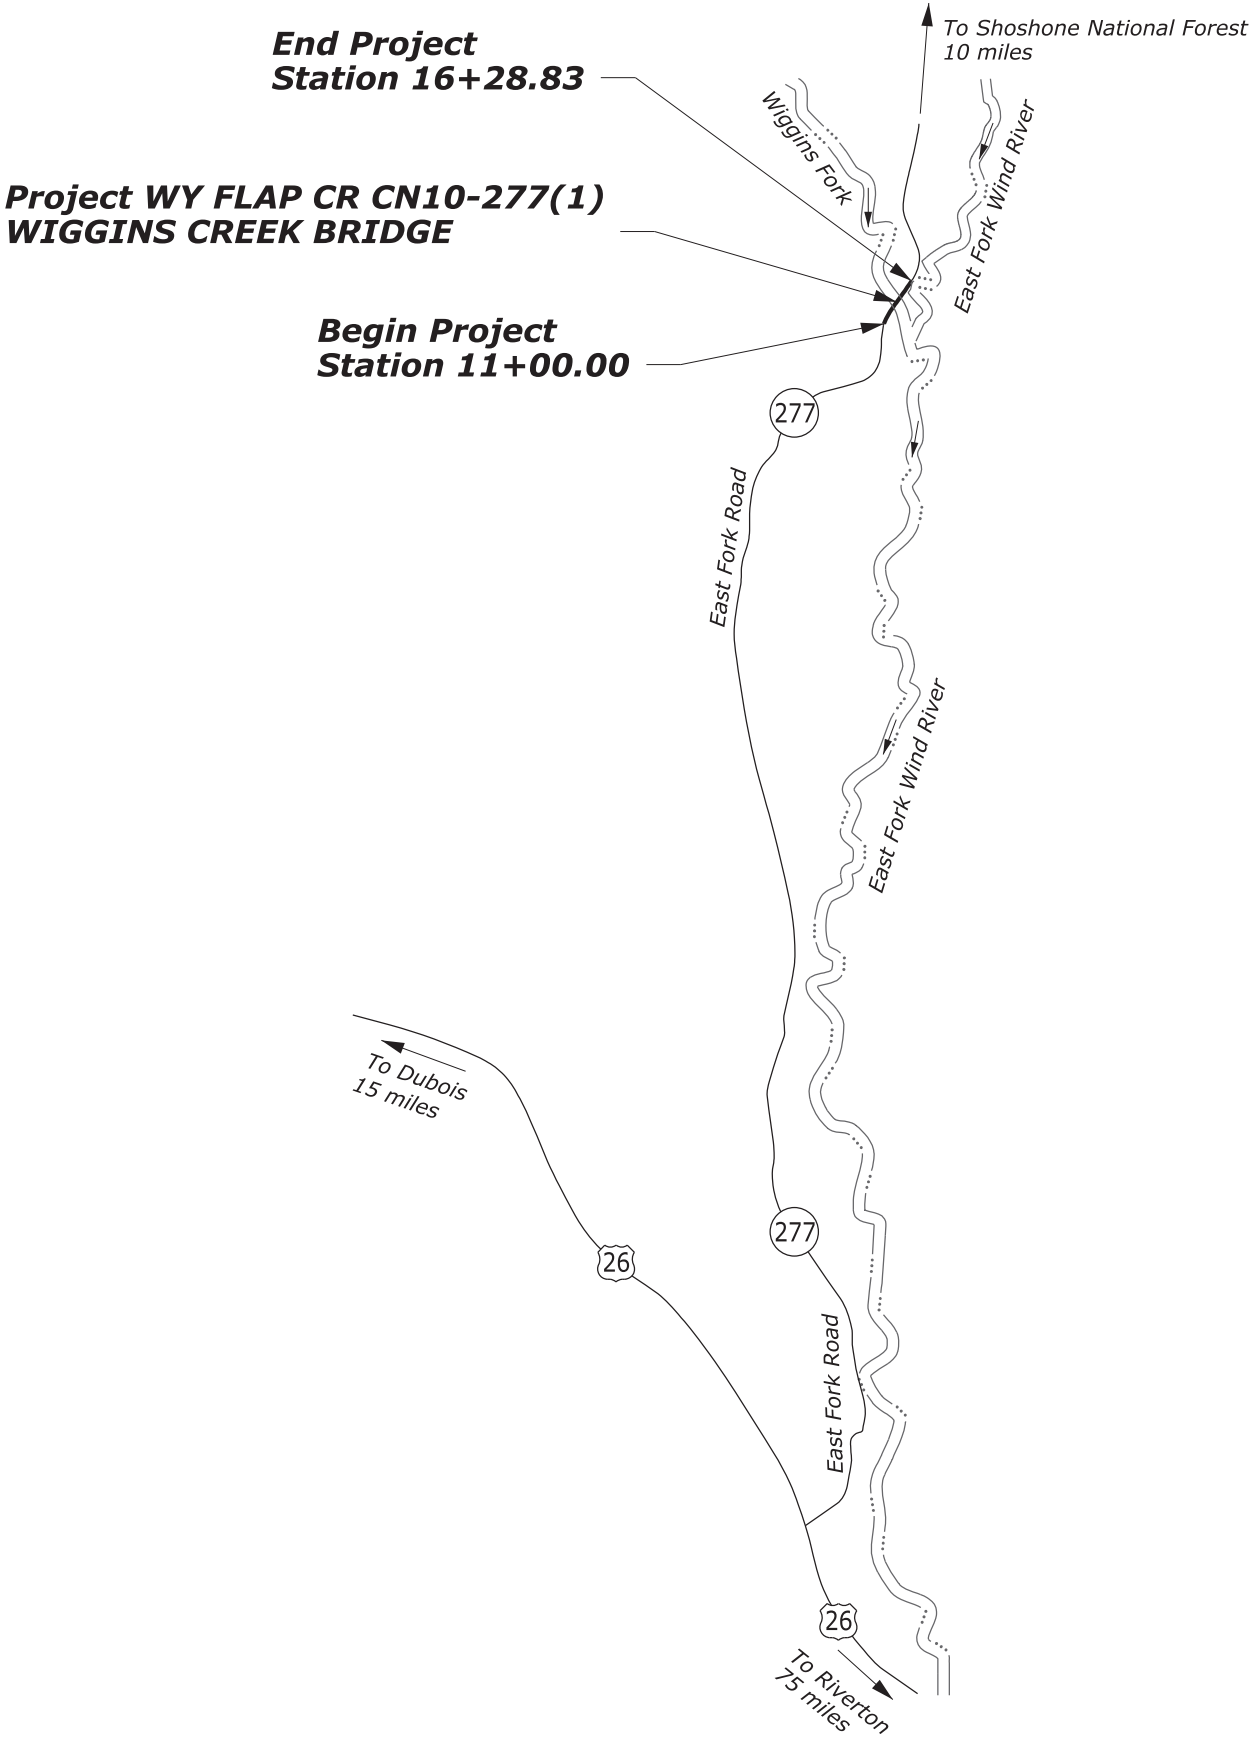 To Shoshone National Forest
10 miles
End Project
Station 16+28.83
Wiggins Fork
East Fork Wind River
Project WY FLAP CR CN10-277(1)
WIGGINS CREEK BRIDGE
Begin Project
Station 11+00.00
277
East Fork Road
East Fork Wind River
To Dubois
15 miles
277
26
East Fork Road
26
To Riverton
75 miles